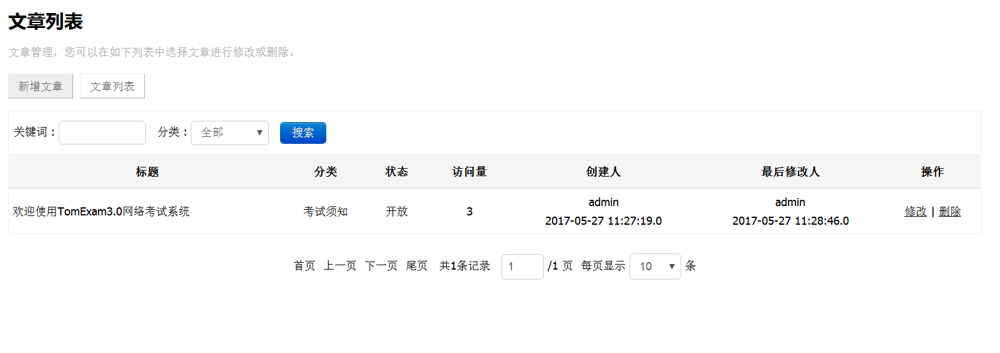 文章列表
文章管理，您可以在如下列表中选择文章进行修改或删除。
新增文章 文章列表
关键词： 分类： 全部 ▼ 搜索
标题 分类 状态 访问量 创建人 最后修改人 操作
欢迎使用TomExam3.0网络考试系统 考试须知 开放 3 admin 2017-05-27 11:27:19.0 admin 2017-05-27 11:28:46.0 修改 | 删除
首页 上一页 下一页 尾页 共1条记录 1 /1 页 每页显示 10 ▼ 条